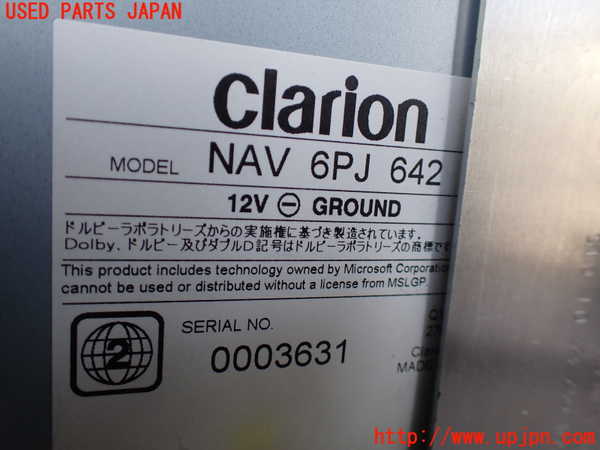 USED PARTS JAPAN
Clarion
MODEL NAV 6PJ 642
12V ⊖ GROUND
ドルビーラボラトリーズからの実施権に基づき製造されています.
Dolby、ドルビー及びダブルD記号はドルビーラボラトリーズの商標です
This product includes technology owned by Microsoft Corporation
cannot be used or distributed without a license from MSLGP.
2
SERIAL NO.
0003631
MADE
http://www.upjpn.com/